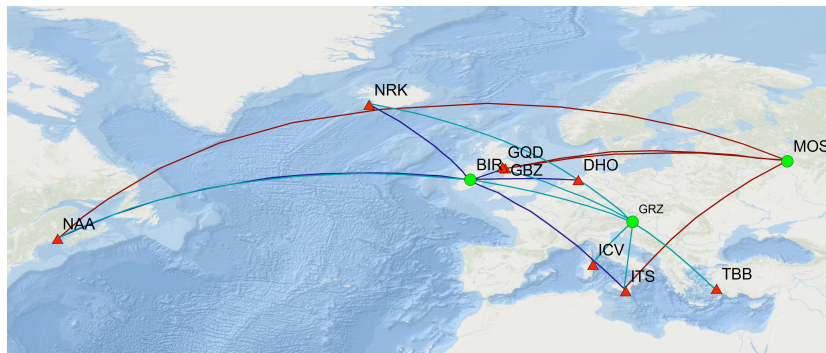 NRK
MOS
GQD
BIR
GBZ
DHO
GRZ
NAA
ICV
ITS
TBB